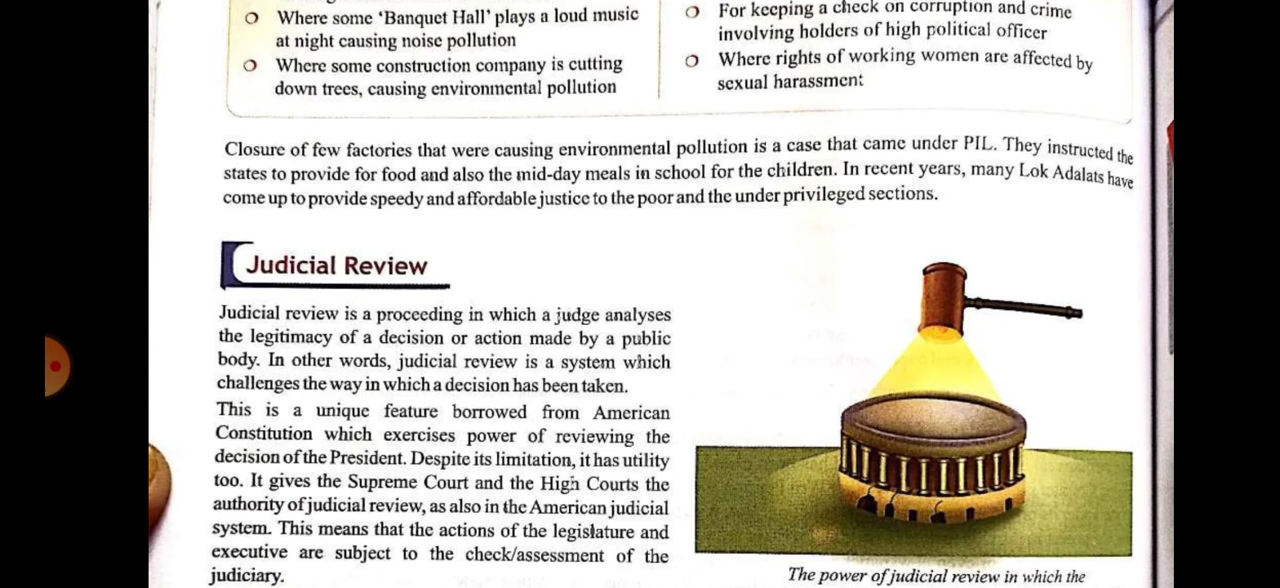 Where some ‘Banquet Hall’ plays a loud music
at night causing noise pollution
Where some construction company is cutting
down trees, causing environmental pollution
For keeping a check on corruption and crime
involving holders of high political officer
Where rights of working women are affected by
sexual harassment
Closure of few factories that were causing environmental pollution is a case that came under PIL. They instructed the
states to provide for food and also the mid-day meals in school for the children. In recent years, many Lok Adalats have
come up to provide speedy and affordable justice to the poor and the under privileged sections.
Judicial Review
Judicial review is a proceeding in which a judge analyses
the legitimacy of a decision or action made by a public
body. In other words, judicial review is a system which
challenges the way in which a decision has been taken.
This is a unique feature borrowed from American
Constitution which exercises power of reviewing the
decision of the President. Despite its limitation, it has utility
too. It gives the Supreme Court and the High Courts the
authority of judicial review, as also in the American judicial
system. This means that the actions of the legislature and
executive are subject to the check/assessment of the
judiciary.
The power of judicial review in which the